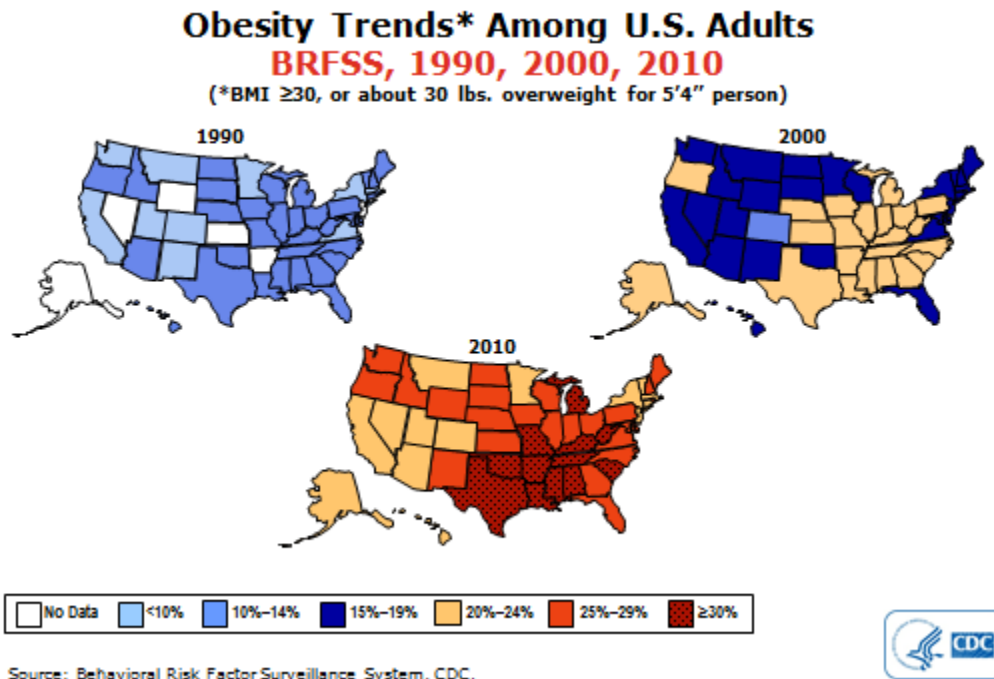 Obesity Trends* Among U.S. Adults
BRFSS, 1990, 2000, 2010
(*BMI ≥30, or about 30 lbs. overweight for 5’4” person)
1990
2000
2010
No Data <10% 10%–14% 15%–19% 20%–24% 25%–29% ≥30%
CDC
Source: Behavioral Risk Factor Surveillance System, CDC.